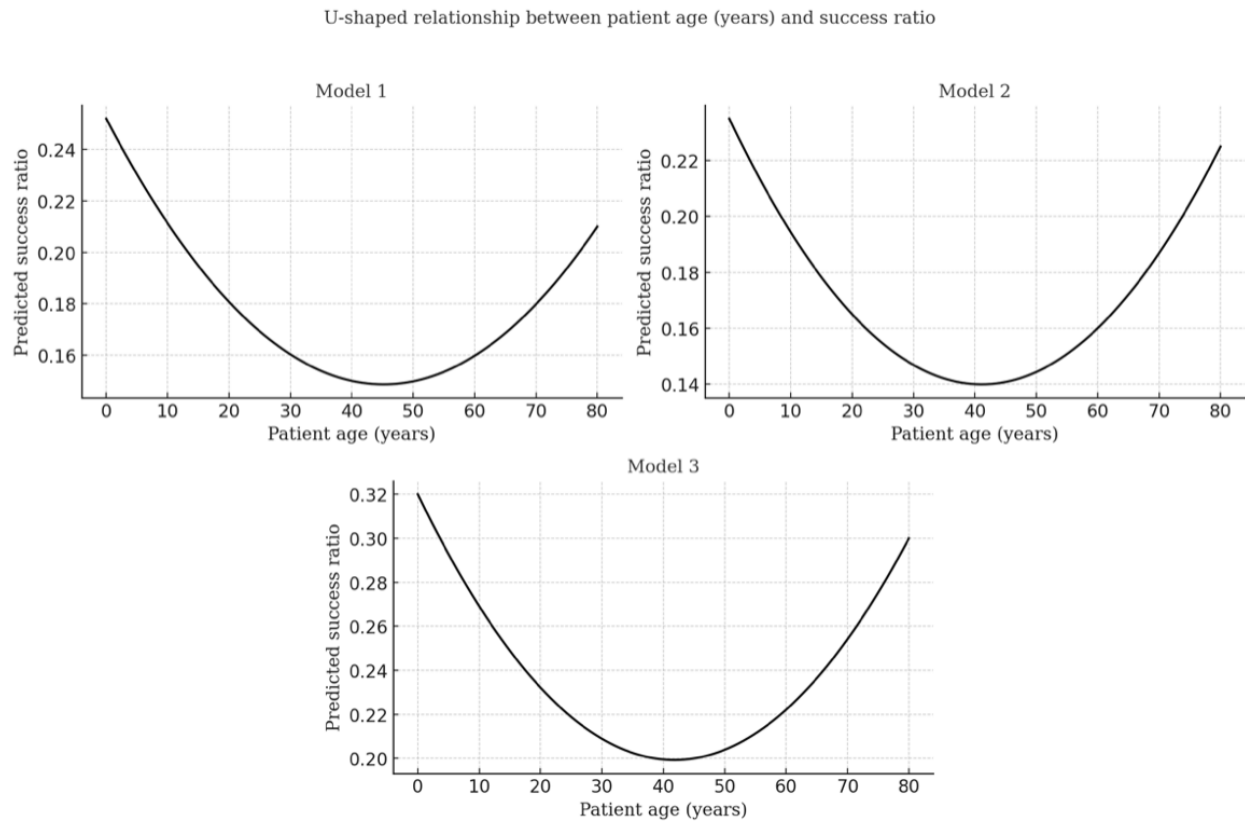 U-shaped relationship between patient age (years) and success ratio
Model 1
Predicted success ratio
0.24
0.22
0.20
0.18
0.16
0 10 20 30 40 50 60 70 80
Patient age (years)
Model 2
Predicted success ratio
0.22
0.20
0.18
0.16
0.14
0 10 20 30 40 50 60 70 80
Patient age (years)
Model 3
Predicted success ratio
0.32
0.30
0.28
0.26
0.24
0.22
0.20
0 10 20 30 40 50 60 70 80
Patient age (years)